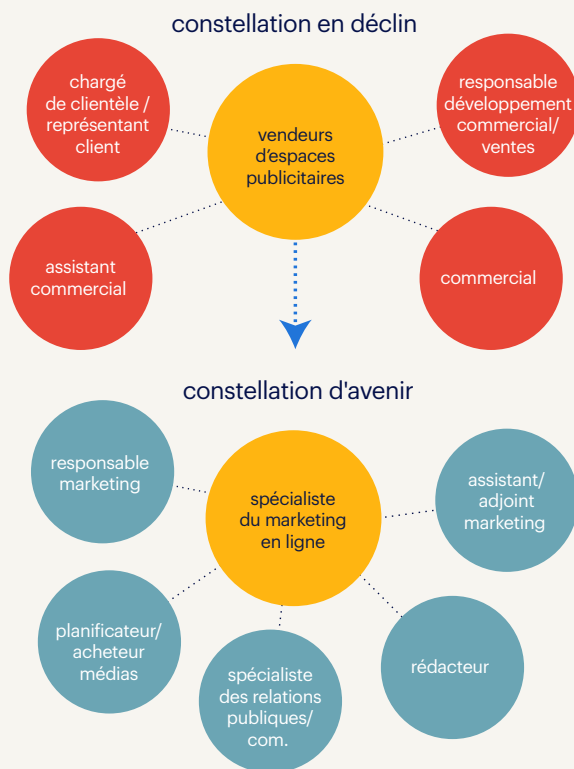 constellation en déclin
chargé
de clientèle /
représentant
client
vendeurs
d'espaces
publicitaires
responsable
développement
commercial/
ventes
assistant
commercial
commercial
constellation d'avenir
responsable
marketing
spécialiste
du marketing
en ligne
assistant/
adjoint
marketing
planificateur/
acheteur
médias
spécialiste
des relations
publiques/
com.
rédacteur